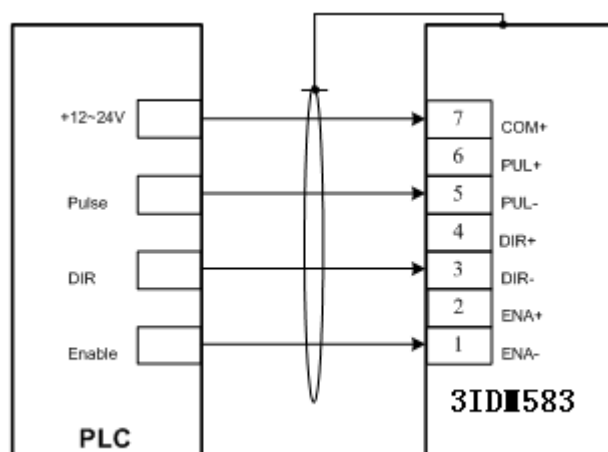 +12~24V
Pulse
DIR
Enable
PLC
7 COM+
6 PUL+
5 PUL-
4 DIR+
3 DIR-
2 ENA+
1 ENA-
3IDM583